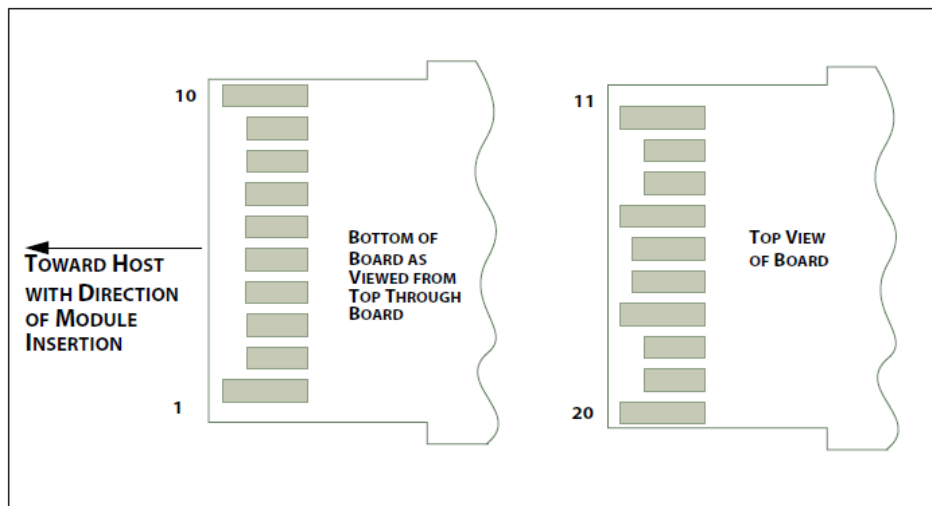 10
BOTTOM OF
BOARD AS
VIEWED FROM
TOP THROUGH
BOARD
TOWARD HOST
WITH DIRECTION
OF MODULE
INSERTION
1
11
TOP VIEW
OF BOARD
20